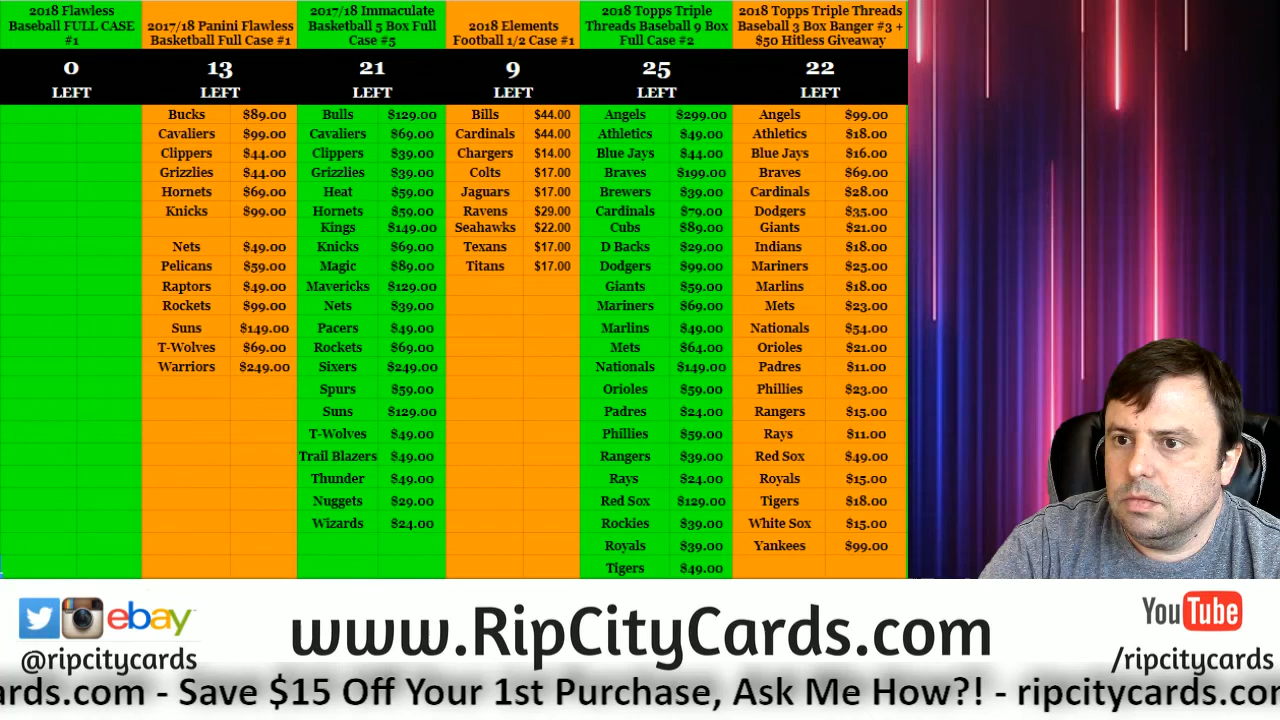 2018 Flawless
Baseball FULL CASE
#1
0
LEFT
2017/18 Panini Flawless
Basketball Full Case #1
13
LEFT
Bucks $89.00
Cavaliers $99.00
Clippers $44.00
Grizzlies $44.00
Hornets $69.00
Knicks $99.00
Nets $49.00
Pelicans $59.00
Raptors $49.00
Rockets $99.00
Suns $149.00
T-Wolves $69.00
Warriors $249.00
2017/18 Immaculate
Basketball 5 Box Full
Case #5
21
LEFT
Bulls $129.00
Cavaliers $69.00
Clippers $39.00
Grizzlies $39.00
Heat $59.00
Hornets $59.00
Kings $149.00
Knicks $69.00
Magic $89.00
Mavericks $129.00
Nets $39.00
Pacers $49.00
Rockets $69.00
Sixers $249.00
Spurs $59.00
Suns $129.00
T-Wolves $49.00
Trail Blazers $49.00
Thunder $49.00
Nuggets $29.00
Wizards $24.00
2018 Elements
Football 1/2 Case #1
9
LEFT
Bills $44.00
Cardinals $44.00
Chargers $14.00
Colts $17.00
Jaguars $17.00
Ravens $29.00
Seahawks $22.00
Texans $17.00
Titans $17.00
2018 Topps Triple
Threads Baseball 9 Box
Full Case #2
25
LEFT
Angels $299.00
Athletics $49.00
Blue Jays $44.00
Braves $199.00
Brewers $39.00
Cardinals $79.00
Cubs $89.00
D Backs $29.00
Dodgers $99.00
Giants $59.00
Mariners $69.00
Marlins $49.00
Mets $64.00
Nationals $149.00
Orioles $59.00
Padres $24.00
Phillies $59.00
Rangers $39.00
Rays $24.00
Red Sox $129.00
Rockies $39.00
Royals $39.00
Tigers $49.00
2018 Topps Triple Threads
Baseball 3 Box Banger #3 +
$50 Hitless Giveaway
22
LEFT
Angels $99.00
Athletics $18.00
Blue Jays $16.00
Braves $69.00
Cardinals $28.00
Dodgers $35.00
Giants $21.00
Indians $18.00
Mariners $25.00
Marlins $18.00
Mets $23.00
Nationals $54.00
Orioles $21.00
Padres $11.00
Phillies $23.00
Rangers $15.00
Rays $11.00
Red Sox $49.00
Royals $15.00
Tigers $18.00
White Sox $15.00
Yankees $99.00
ebay
@ripcitycards
www.RipCityCards.com
YouTube
/ripcitycards
ards.com - Save $15 Off Your 1st Purchase, Ask Me How?! - ripcitycards.cor